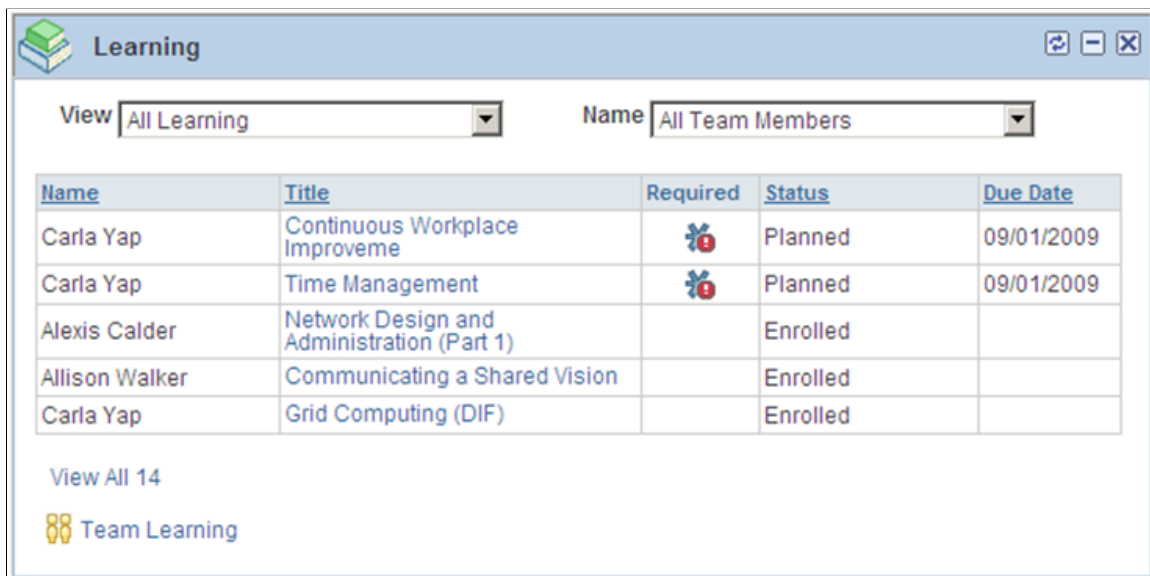 Learning
View All Learning Name All Team Members
Name Title Required Status Due Date
Carla Yap Continuous Workplace Planned 09/01/2009
Improveme
Carla Yap Time Management Planned 09/01/2009
Alexis Calder Network Design and Enrolled
Administration (Part 1)
Allison Walker Communicating a Shared Vision Enrolled
Carla Yap Grid Computing (DIF) Enrolled
View All 14
Team Learning